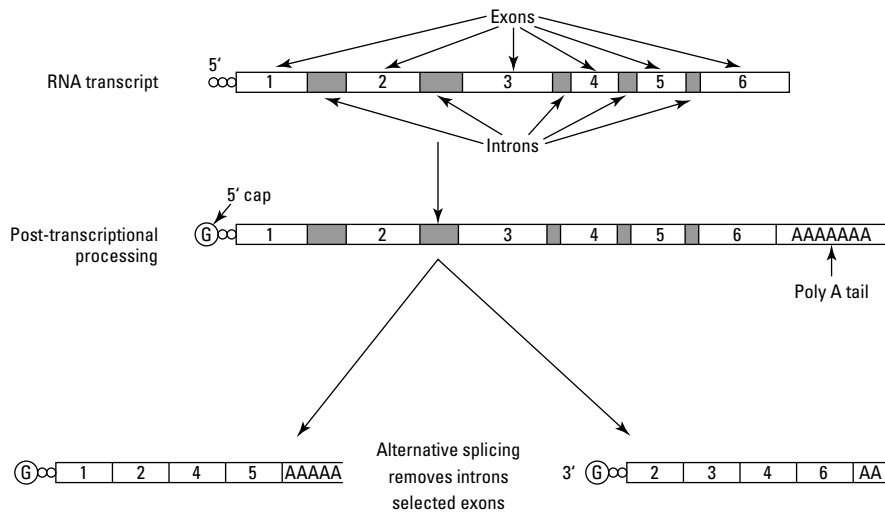 Exons
5‘
RNA transcript
1 2 3 4 5 6
Introns
5‘ cap
Post-transcriptional
processing
G 1 2 3 4 5 6 AAAAAAA
Poly A tail
G 1 2 4 5 AAAAA
Alternative splicing
removes introns
selected exons
3‘ G 2 3 4 6 AA